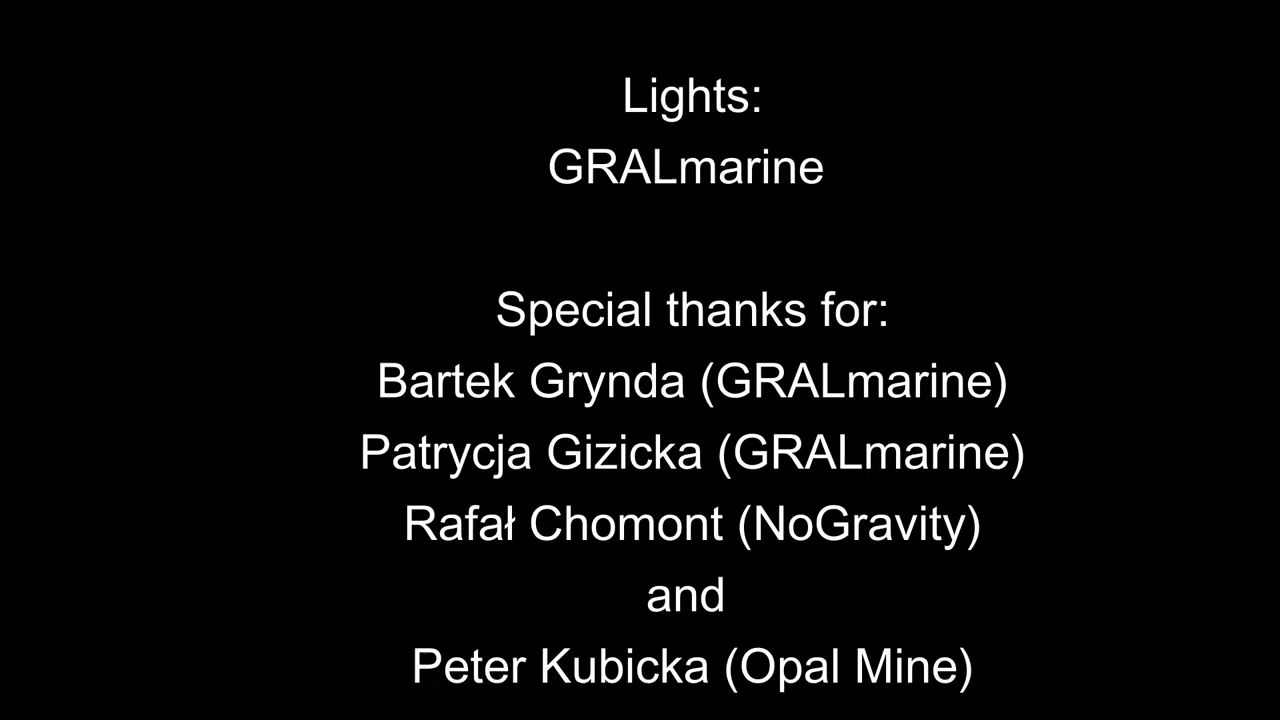 Lights:
GRALmarine
Special thanks for:
Bartek Grynda (GRALmarine)
Patrycja Gizicka (GRALmarine)
Rafał Chomont (NoGravity)
and
Peter Kubicka (Opal Mine)